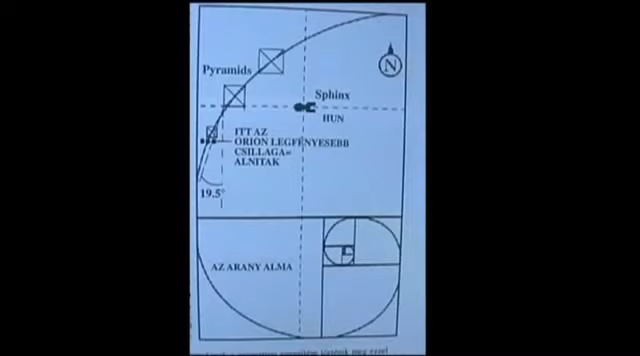 Pyramids
N
Sphinx
HUN
ITT AZ
ORION LEGFÉNYESEBB
CSILLAGA=
ALNITAK
19.5°
AZ ARANY ALMA